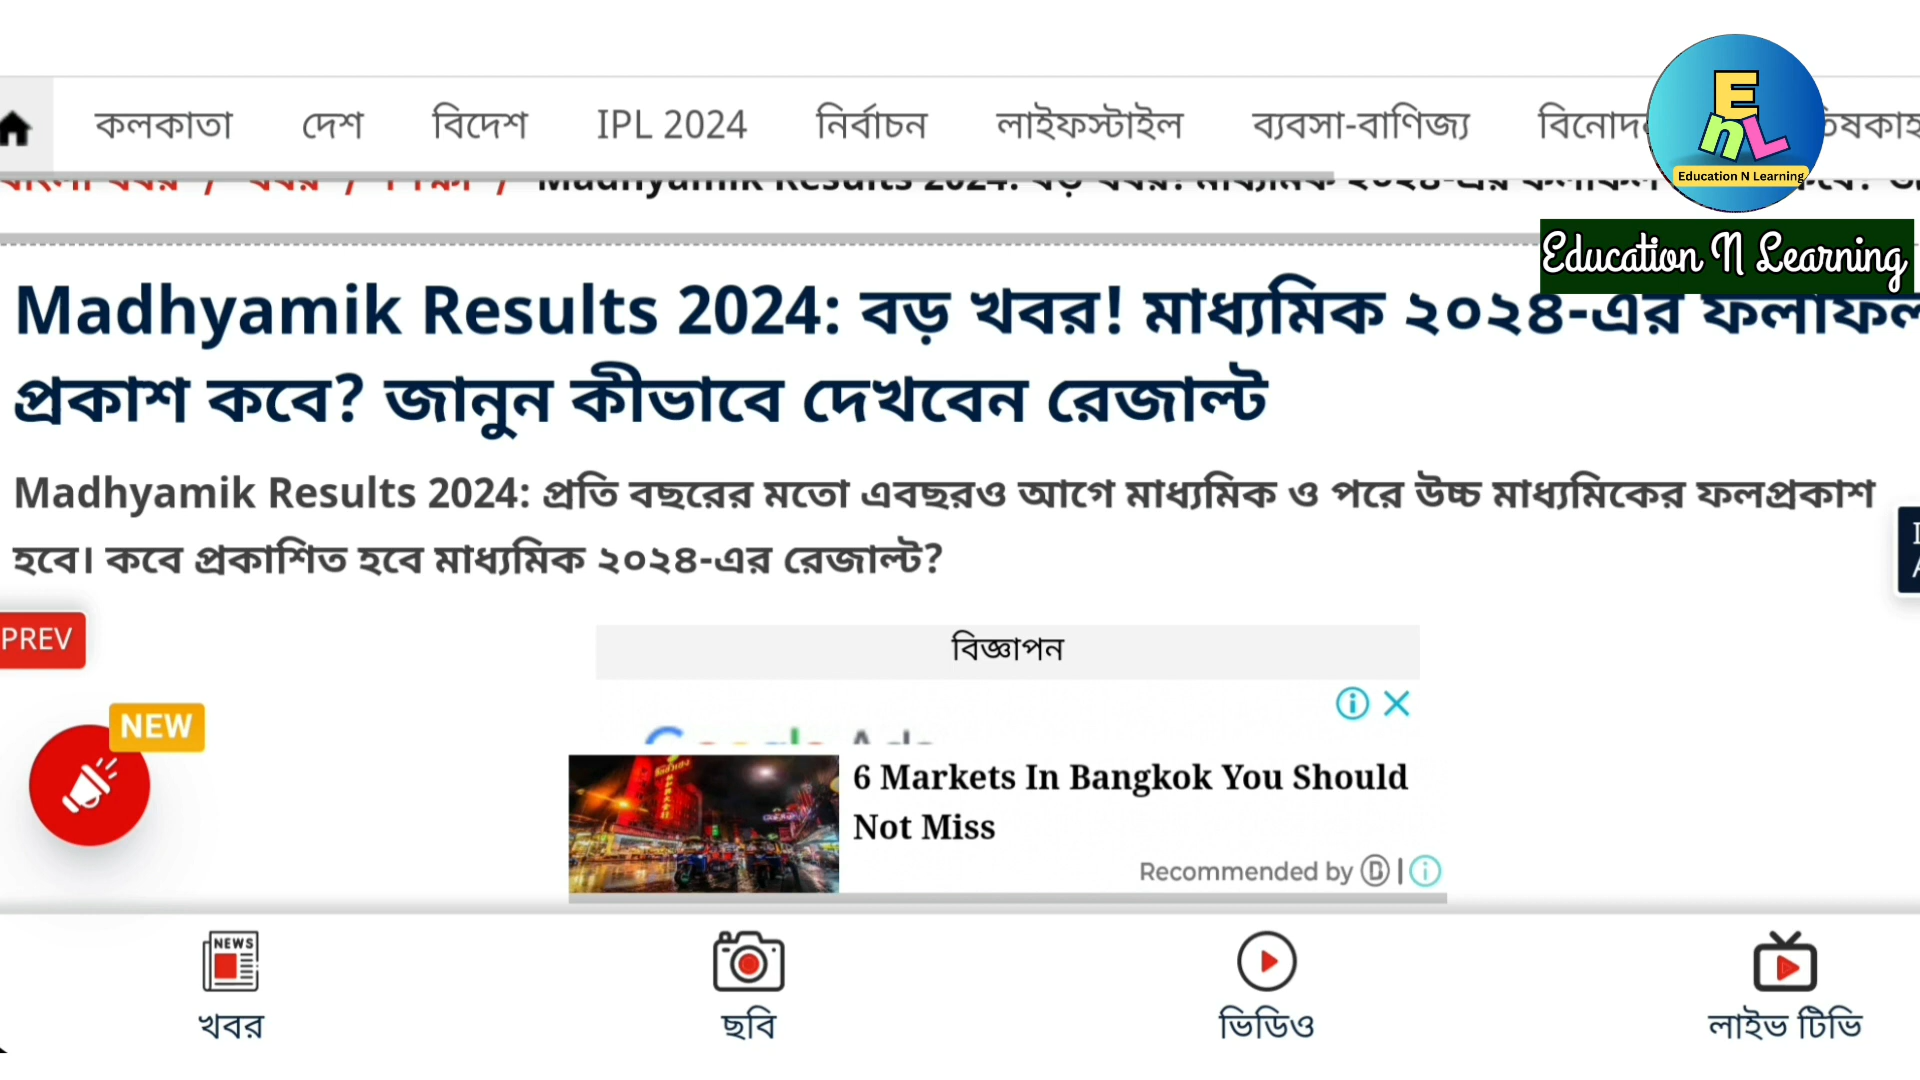 কলকাতা দেশ বিদেশ IPL 2024 নির্বাচন লাইফস্টাইল ব্যবসা-বাণিজ্য
EnL
Education N Learning
Education N Learning
Madhyamik Results 2024: বড় খবর! মাধ্যমিক ২০২৪-এর ফলাফল
প্রকাশ কবে? জানুন কীভাবে দেখবেন রেজাল্ট
Madhyamik Results 2024: প্রতি বছরের মতো এবছরও আগে মাধ্যমিক ও পরে উচ্চ মাধ্যমিকের ফলপ্রকাশ
হবে। কবে প্রকাশিত হবে মাধ্যমিক ২০২৪-এর রেজাল্ট?
PREV
বিজ্ঞাপন
NEW
6 Markets In Bangkok You Should
Not Miss
Recommended by
NEWS
খবর ছবি ভিডিও লাইভ টিভি